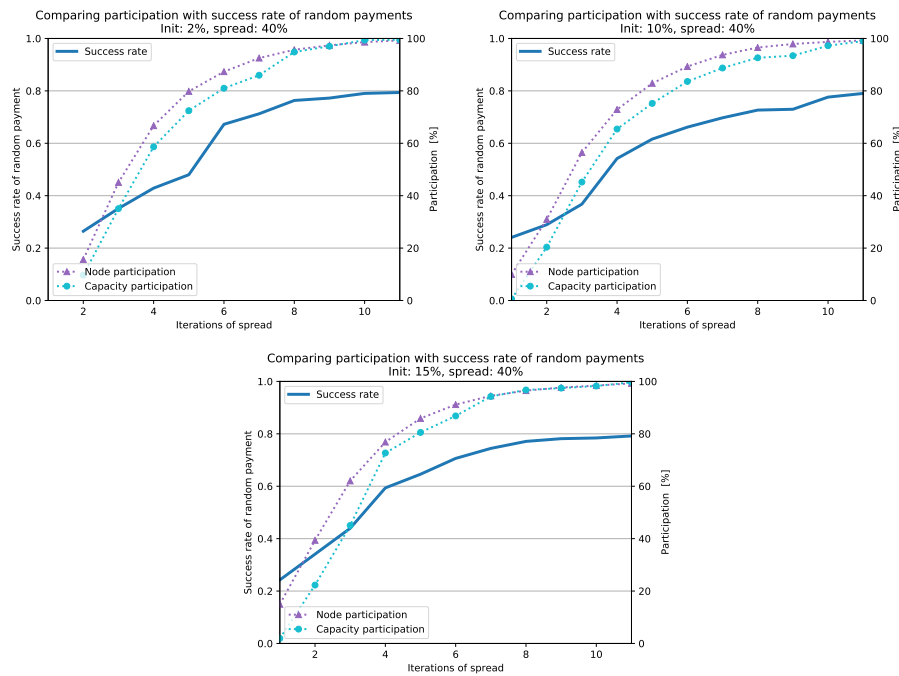 Comparing participation with success rate of random payments
Init: 2%, spread: 40%
1.0
0.8
0.6
0.4
0.2
0.0
Success rate of random payment
100
80
60
40
20
0
Participation [%]
Success rate
Node participation
Capacity participation
2 4 6 8 10
Iterations of spread
Comparing participation with success rate of random payments
Init: 10%, spread: 40%
1.0
0.8
0.6
0.4
0.2
0.0
Success rate of random payment
100
80
60
40
20
0
Participation [%]
Success rate
Node participation
Capacity participation
2 4 6 8 10
Iterations of spread
Comparing participation with success rate of random payments
Init: 15%, spread: 40%
1.0
0.8
0.6
0.4
0.2
0.0
Success rate of random payment
100
80
60
40
20
0
Participation [%]
Success rate
Node participation
Capacity participation
2 4 6 8 10
Iterations of spread